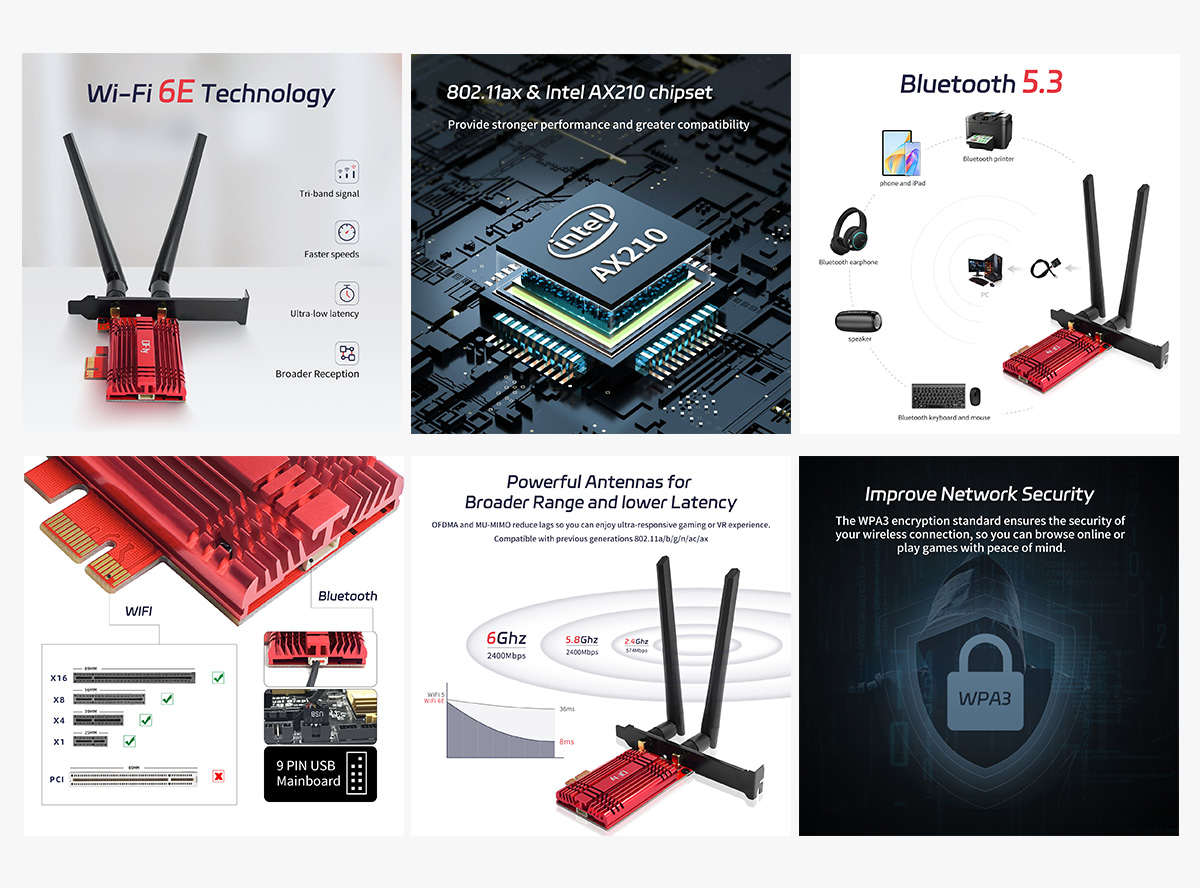 Wi-Fi 6E Technology
Tri-band signal
Faster speeds
Ultra-low latency
Broader Reception
802.11ax & Intel AX210 chipset
Provide stronger performance and greater compatibility
intel
AX210
Bluetooth 5.3
Bluetooth printer
phone and iPad
Bluetooth earphone
PC
speaker
Bluetooth keyboard and mouse
WIFI
Bluetooth
X16
89MM
X8
56MM
X4
39MM
X1
25MM
PCI
85MM
USB
9 PIN USB
Mainboard
Powerful Antennas for
Broader Range and lower Latency
OFDMA and MU-MIMO reduce lags so you can enjoy ultra-responsive gaming or VR experience.
Compatible with previous generations 802.11a/b/g/n/ac/ax
6Ghz
2400Mbps
5.8Ghz
2400Mbps
2.4Ghz
574Mbps
WiFi 5
WiFi 6E
36ms
8ms
Improve Network Security
The WPA3 encryption standard ensures the security of
your wireless connection, so you can browse online or
play games with peace of mind.
WPA3